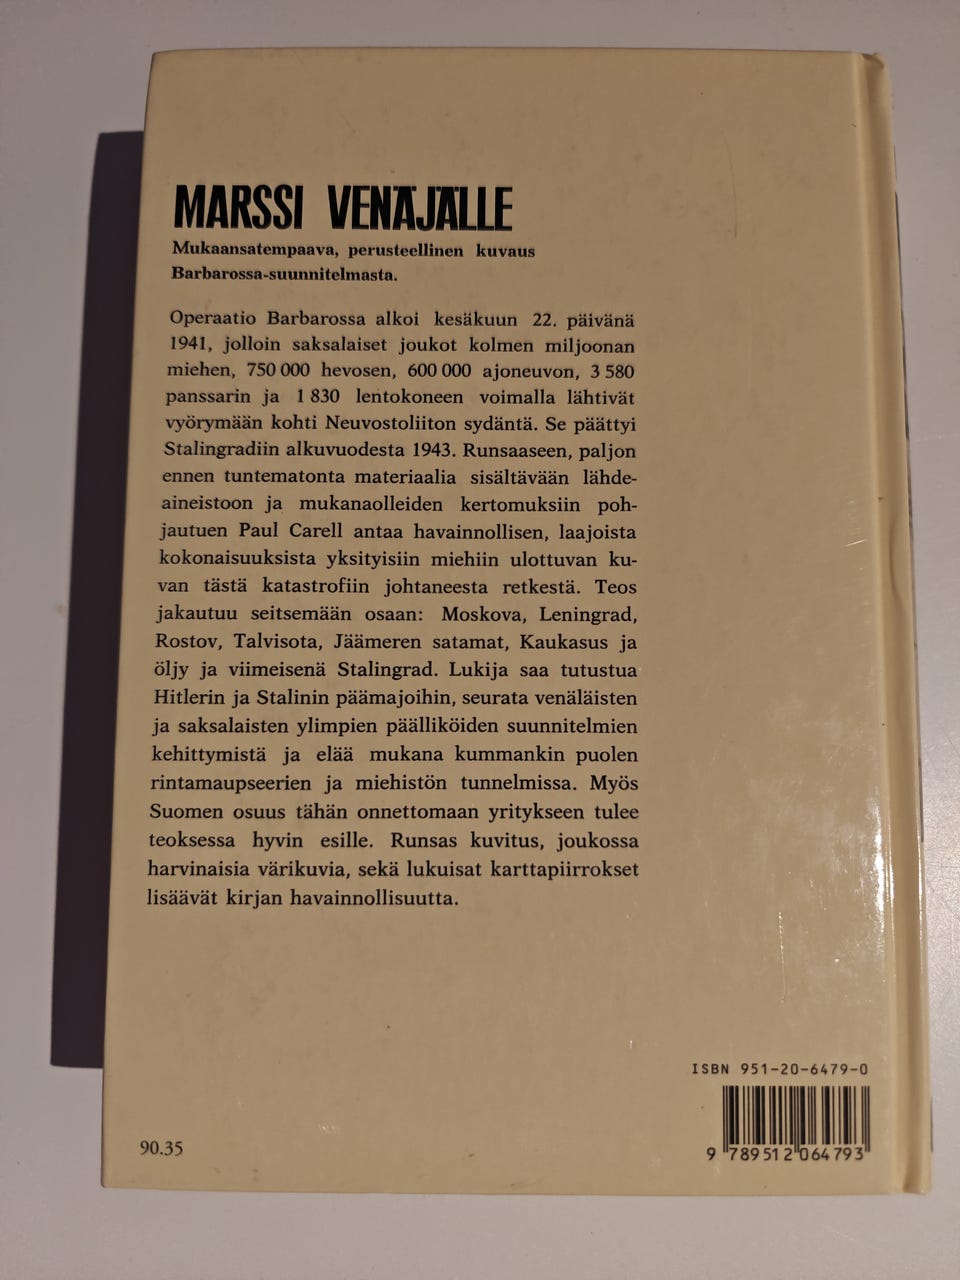 MARSSI VENÄJÄLLE
Mukaansatempaava, perusteellinen kuvaus
Barbarossa-suunnitelmasta.
Operaatio Barbarossa alkoi kesäkuun 22. päivänä
1941, jolloin saksalaiset joukot kolmen miljoonan
miehen, 750 000 hevosen, 600 000 ajoneuvon, 3 580
panssarin ja 1 830 lentokoneen voimalla lähtivät
vyörymään kohti Neuvostoliiton sydäntä. Se päättyi
Stalingradiin alkuvuodesta 1943. Runsaaseen, paljon
ennen tuntematonta materiaalia sisältävään lähde-
aineistoon ja mukanaolleiden kertomuksiin poh-
jautuen Paul Carell antaa havainnollisen, laajoista
kokonaisuuksista yksityisiin miehiin ulottuvan ku-
van tästä katastrofiin johtaneesta retkestä. Teos
jakautuu seitsemään osaan: Moskova, Leningrad,
Rostov, Talvisota, Jäämeren satamat, Kaukasus ja
öljy ja viimeisenä Stalingrad. Lukija saa tutustua
Hitlerin ja Stalinin päämajoihin, seurata venäläisten
ja saksalaisten ylimpien päälliköiden suunnitelmien
kehittymistä ja elää mukana kummankin puolen
rintamaupseerien ja miehistön tunnelmissa. Myös
Suomen osuus tähän onnettomaan yritykseen tulee
teoksessa hyvin esille. Runsas kuvitus, joukossa
harvinaisia värikuvia, sekä lukuisat karttapiirrokset
lisäävät kirjan havainnollisuutta.
ISBN 951-20-6479-0
9 789512 064793
90.35